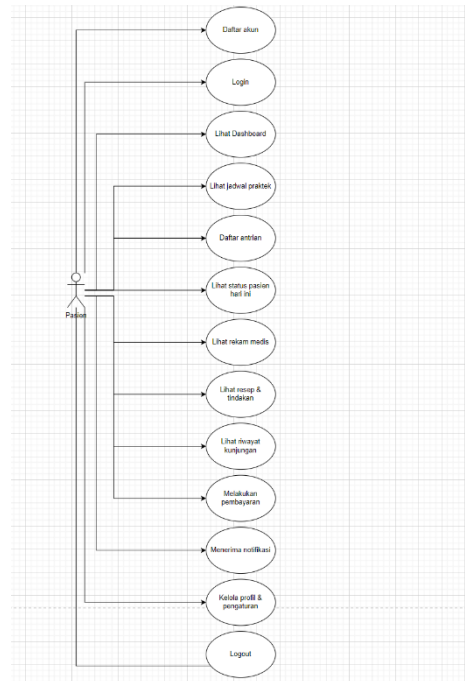 Daftar akun
Login
Lihat Dashboard
Lihat jadwal praktek
Daftar antrian
Lihat status pasien
hari ini
Pasien
Lihat rekam medis
Lihat resep &
tindakan
Lihat riwayat
kunjungan
Melakukan
pembayaran
Menerima notifikasi
Kelola profil &
pengaturan
Logout